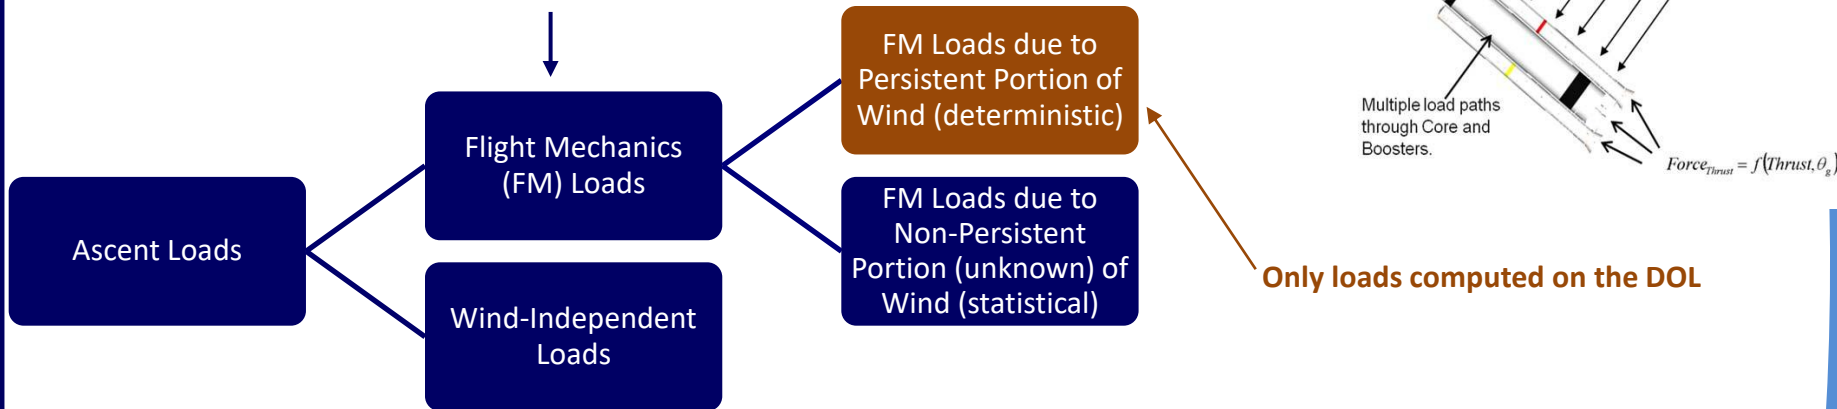 FM Loads due to
Persistent Portion of
Wind (deterministic)
Flight Mechanics
(FM) Loads
FM Loads due to
Non-Persistent
Portion (unknown) of
Wind (statistical)
Ascent Loads
Wind-Independent
Loads
Multiple load paths
through Core and
Boosters.
Force_Thrust = f(Thrust, θ_g)
Only loads computed on the DOL